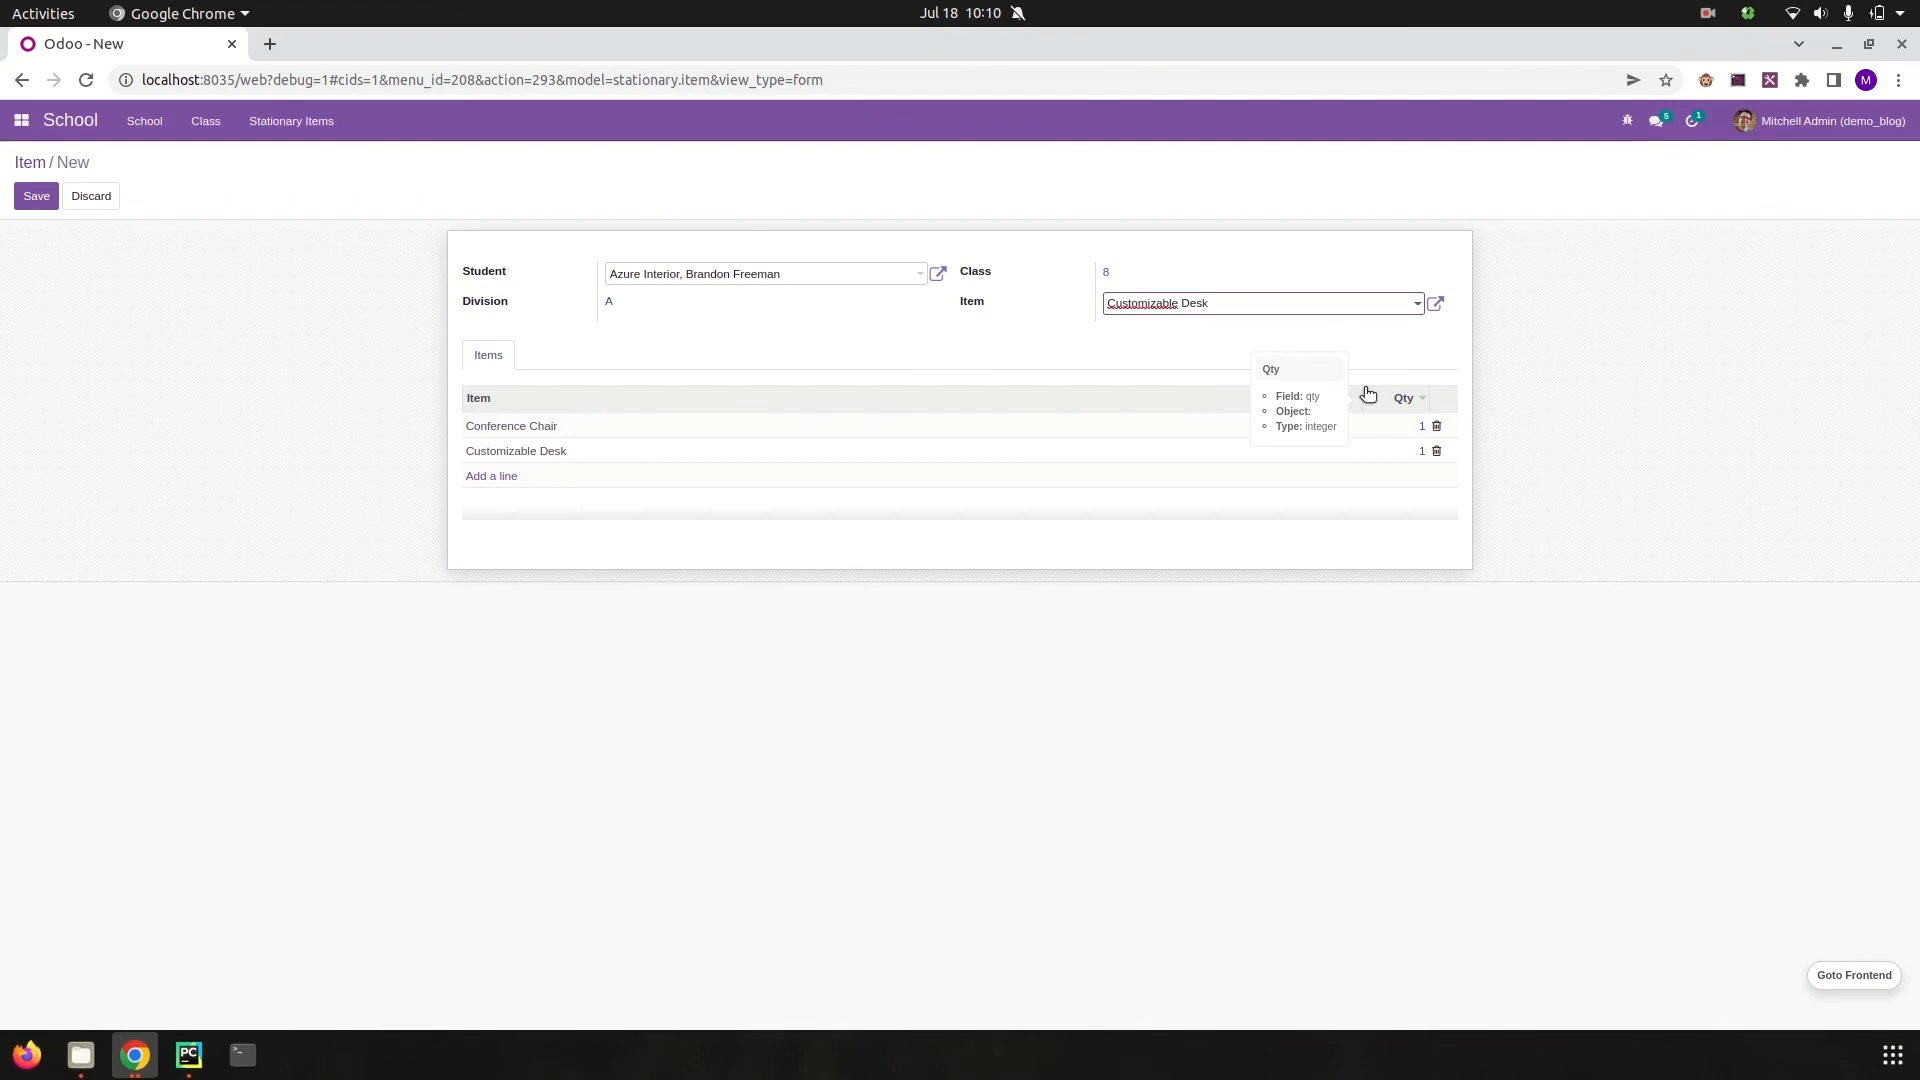 Activities Google Chrome Jul 18 10:10
Odoo - New
localhost:8035/web?debug=1#cids=1&menu_id=208&action=293&model=stationary.item&view_type=form M
School School Class Stationary Items 5 1 Mitchell Admin (demo_blog)
Item / New
Save Discard
Student Azure Interior, Brandon Freeman Class 8
Division A Item Customizable Desk
Items
Qty
Item Qty
Field: qty
Object:
Type: integer
Conference Chair 1
Customizable Desk 1
Add a line
Goto Frontend
PC